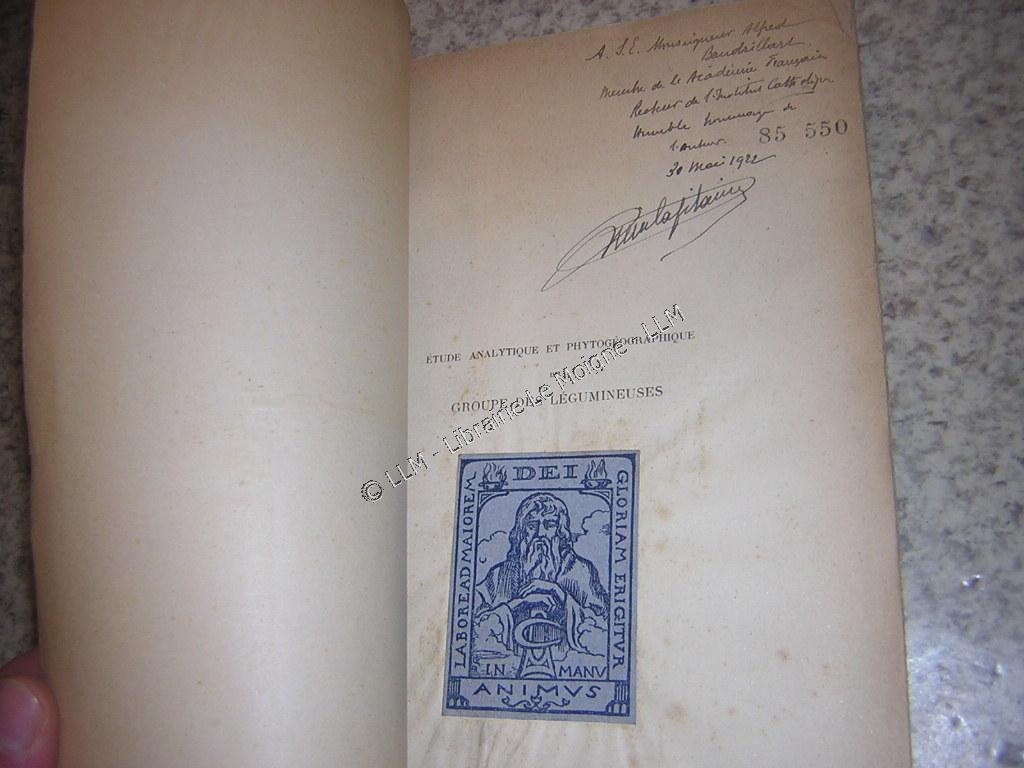 A. S. E. Monseigneur Alfred
Baudrillart
Membre de l'Académie Française
Recteur de l'Institut Catholique
Humble hommage de
l'auteur
85 550
30 Mai 1922
ÉTUDE ANALYTIQUE ET PHYTOGÉOGRAPHIQUE
GROUPE DES LÉGUMINEUSES
© LLM - Librairie Le Moigne - LLM
DEI
LABORE AD MAIOREM
GLORIAM ERIGITVR
IN MANV
ANIMVS